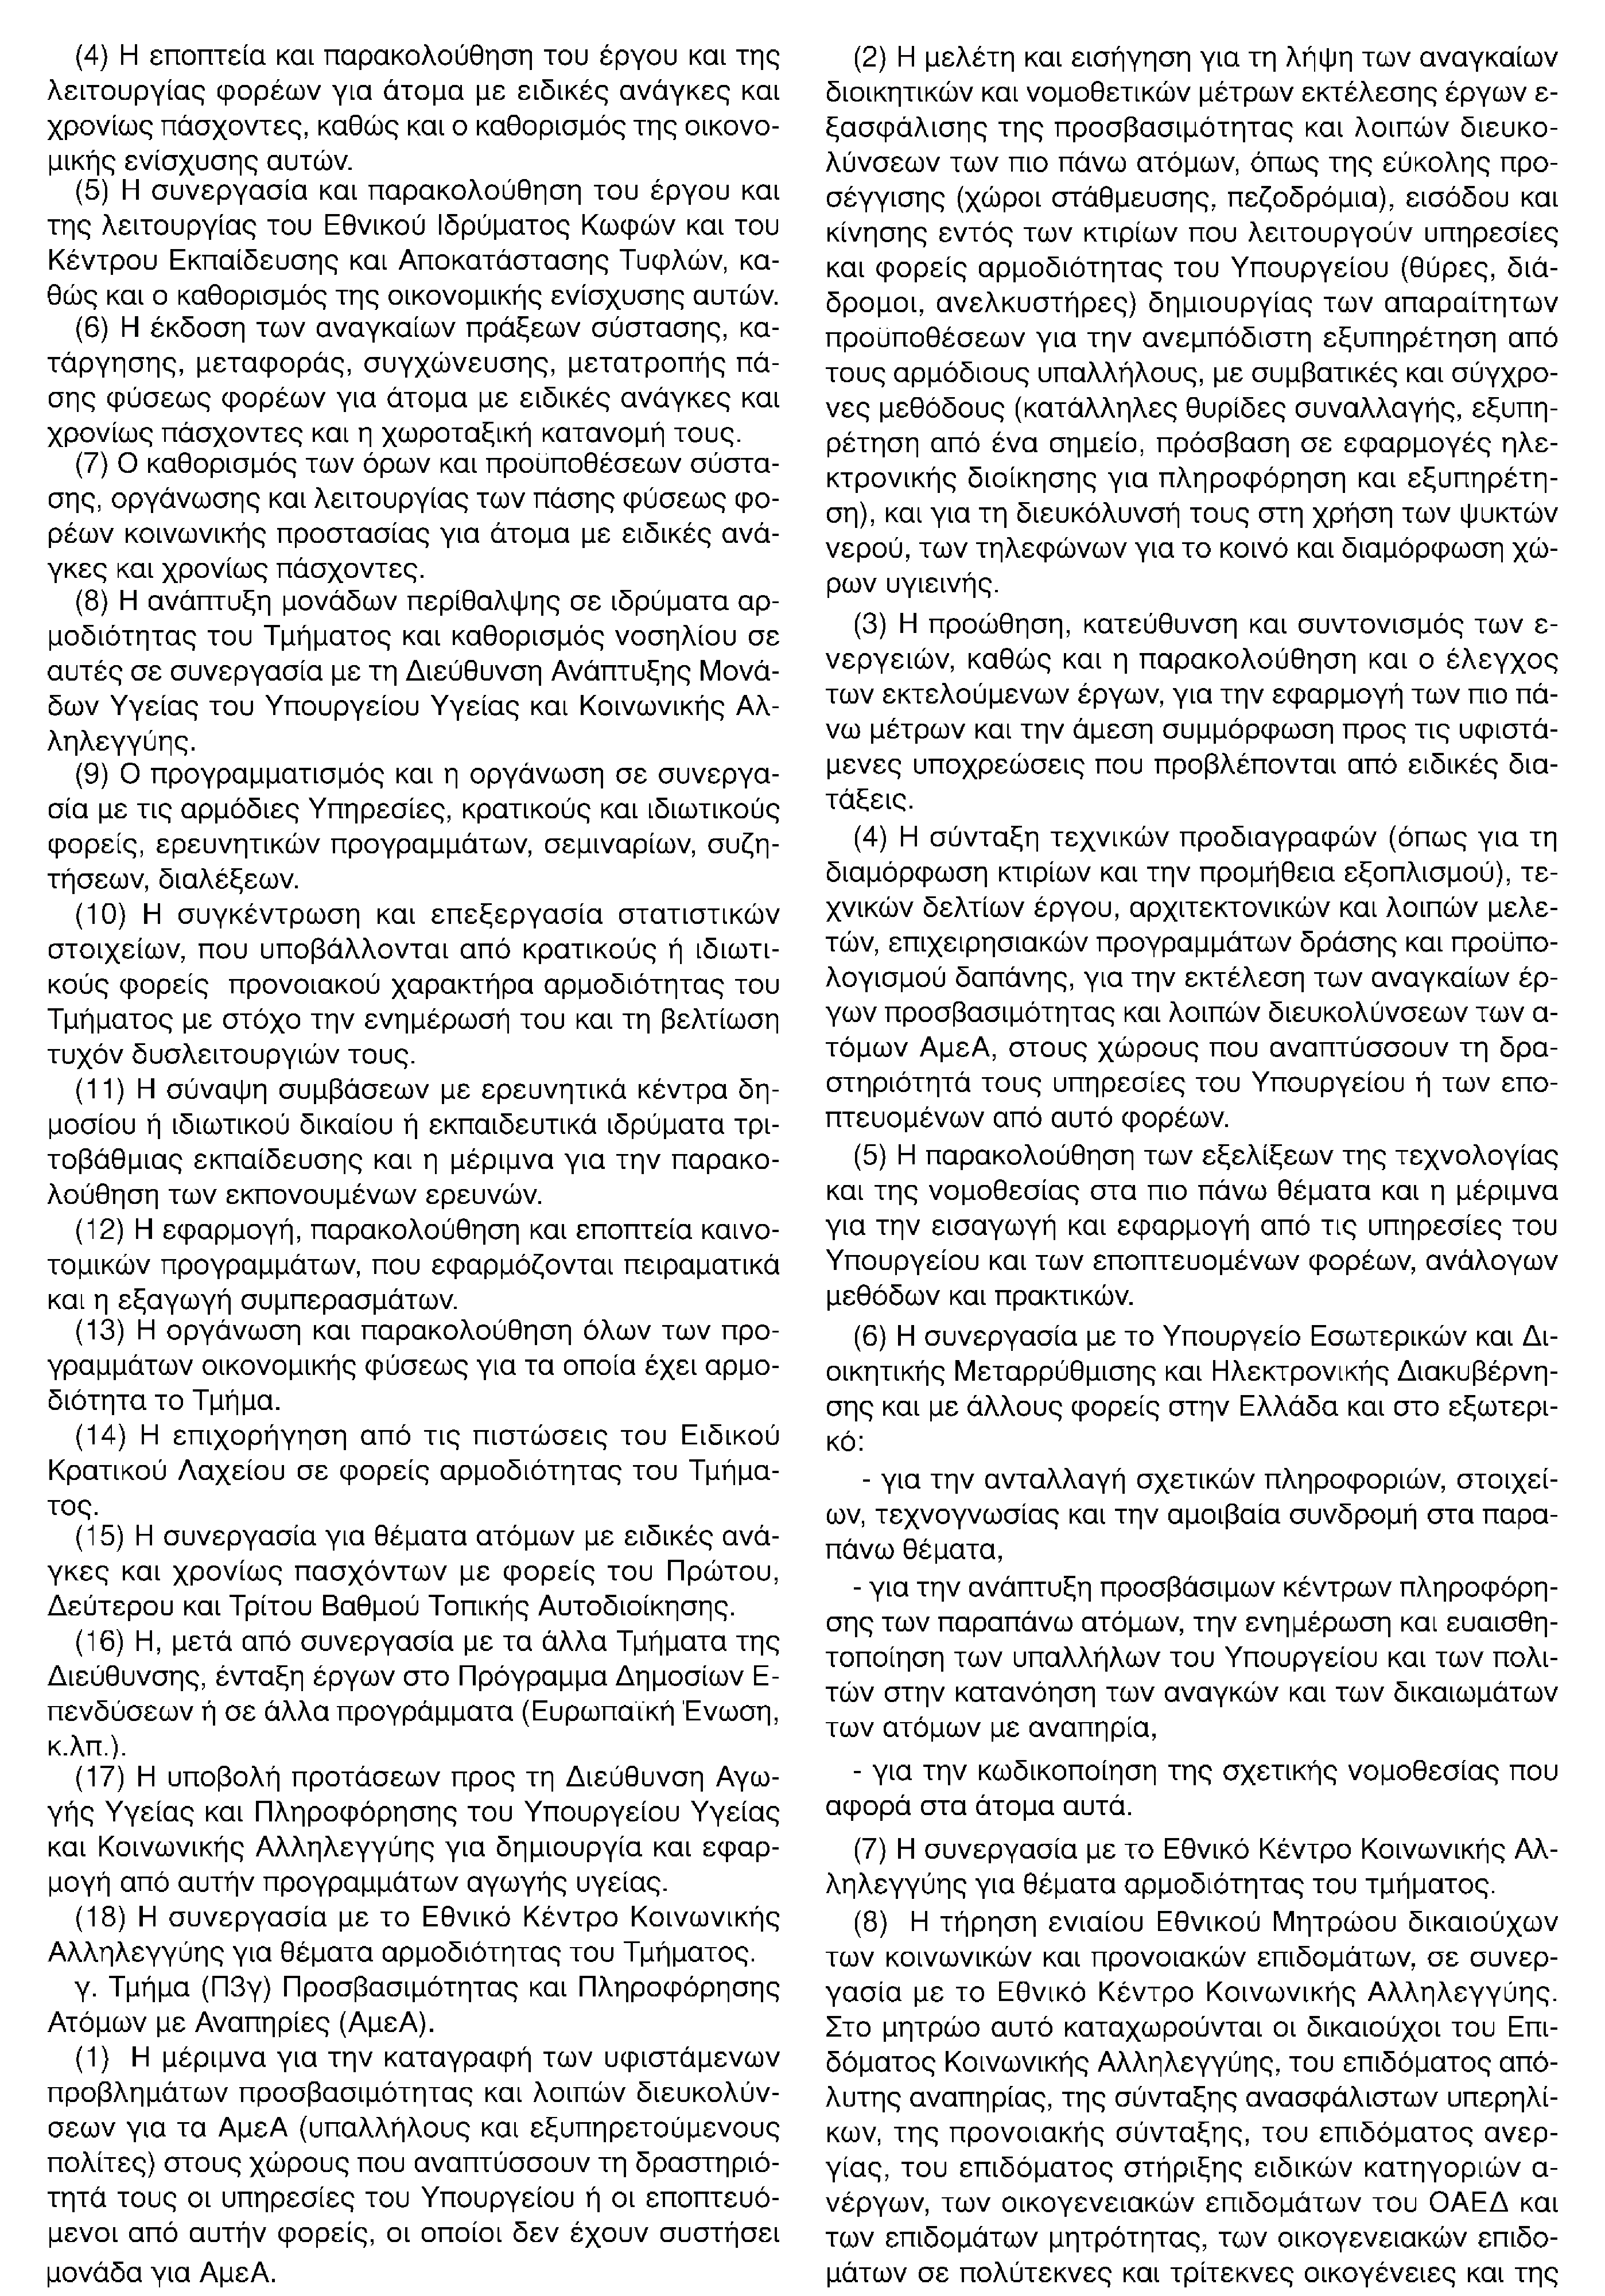 (4) Η εποπτεία και παρακολούθηση του έργου και της
λειτουργίας φορέων για άτομα με ειδικές ανάγκες και
χρονίως πάσχοντες, καθώς και ο καθορισμός της οικονο-
μικής ενίσχυσης αυτών.
(5) Η συνεργασία και παρακολούθηση του έργου και
της λειτουργίας του Εθνικού Ιδρύματος Κωφών και του
Κέντρου Εκπαίδευσης και Αποκατάστασης Τυφλών, κα-
θώς και ο καθορισμός της οικονομικής ενίσχυσης αυτών.
(6) Η έκδοση των αναγκαίων πράξεων σύστασης, κα-
τάργησης, μεταφοράς, συγχώνευσης, μετατροπής πά-
σης φύσεως φορέων για άτομα με ειδικές ανάγκες και
χρονίως πάσχοντες και η χωροταξική κατανομή τους.
(7) Ο καθορισμός των όρων και προϋποθέσεων σύστα-
σης, οργάνωσης και λειτουργίας των πάσης φύσεως φο-
ρέων κοινωνικής προστασίας για άτομα με ειδικές ανά-
γκες και χρονίως πάσχοντες.
(8) Η ανάπτυξη μονάδων περίθαλψης σε ιδρύματα αρ-
μοδιότητας του Τμήματος και καθορισμός νοσηλίου σε
αυτές σε συνεργασία με τη Διεύθυνση Ανάπτυξης Μονά-
δων Υγείας του Υπουργείου Υγείας και Κοινωνικής Αλ-
ληλεγγύης.
(9) Ο προγραμματισμός και η οργάνωση σε συνεργα-
σία με τις αρμόδιες Υπηρεσίες, κρατικούς και ιδιωτικούς
φορείς, ερευνητικών προγραμμάτων, σεμιναρίων, συζη-
τήσεων, διαλέξεων.
(10) Η συγκέντρωση και επεξεργασία στατιστικών
στοιχείων, που υποβάλλονται από κρατικούς ή ιδιωτι-
κούς φορείς προνοιακού χαρακτήρα αρμοδιότητας του
Τμήματος με στόχο την ενημέρωσή του και τη βελτίωση
τυχόν δυσλειτουργιών τους.
(11) Η σύναψη συμβάσεων με ερευνητικά κέντρα δη-
μοσίου ή ιδιωτικού δικαίου ή εκπαιδευτικά ιδρύματα τρι-
τοβάθμιας εκπαίδευσης και η μέριμνα για την παρακο-
λούθηση των εκπονουμένων ερευνών.
(12) Η εφαρμογή, παρακολούθηση και εποπτεία καινο-
τομικών προγραμμάτων, που εφαρμόζονται πειραματικά
και η εξαγωγή συμπερασμάτων.
(13) Η οργάνωση και παρακολούθηση όλων των προ-
γραμμάτων οικονομικής φύσεως για τα οποία έχει αρμο-
διότητα το Τμήμα.
(14) Η επιχορήγηση από τις πιστώσεις του Ειδικού
Κρατικού Λαχείου σε φορείς αρμοδιότητας του Τμήμα-
τος.
(15) Η συνεργασία για θέματα ατόμων με ειδικές ανά-
γκες και χρονίως πασχόντων με φορείς του Πρώτου,
Δεύτερου και Τρίτου Βαθμού Τοπικής Αυτοδιοίκησης.
(16) Η, μετά από συνεργασία με τα άλλα Τμήματα της
Διεύθυνσης, ένταξη έργων στο Πρόγραμμα Δημοσίων Ε-
πενδύσεων ή σε άλλα προγράμματα (Ευρωπαϊκή Ένωση,
κ.λπ.).
(17) Η υποβολή προτάσεων προς τη Διεύθυνση Αγω-
γής Υγείας και Πληροφόρησης του Υπουργείου Υγείας
και Κοινωνικής Αλληλεγγύης για δημιουργία και εφαρ-
μογή από αυτήν προγραμμάτων αγωγής υγείας.
(18) Η συνεργασία με το Εθνικό Κέντρο Κοινωνικής
Αλληλεγγύης για θέματα αρμοδιότητας του Τμήματος.
γ. Τμήμα (Π3γ) Προσβασιμότητας και Πληροφόρησης
Ατόμων με Αναπηρίες (ΑμεΑ).
(1) Η μέριμνα για την καταγραφή των υφιστάμενων
προβλημάτων προσβασιμότητας και λοιπών διευκολύν-
σεων για τα ΑμεΑ (υπαλλήλους και εξυπηρετούμενους
πολίτες) στους χώρους που αναπτύσσουν τη δραστηριό-
τητά τους οι υπηρεσίες του Υπουργείου ή οι εποπτευό-
μενοι από αυτήν φορείς, οι οποίοι δεν έχουν συστήσει
μονάδα για ΑμεΑ.
(2) Η μελέτη και εισήγηση για τη λήψη των αναγκαίων
διοικητικών και νομοθετικών μέτρων εκτέλεσης έργων ε-
ξασφάλισης της προσβασιμότητας και λοιπών διευκο-
λύνσεων των πιο πάνω ατόμων, όπως της εύκολης προ-
σέγγισης (χώροι στάθμευσης, πεζοδρόμια), εισόδου και
κίνησης εντός των κτιρίων που λειτουργούν υπηρεσίες
και φορείς αρμοδιότητας του Υπουργείου (θύρες, διά-
δρομοι, ανελκυστήρες) δημιουργίας των απαραίτητων
προϋποθέσεων για την ανεμπόδιστη εξυπηρέτηση από
τους αρμόδιους υπαλλήλους, με συμβατικές και σύγχρο-
νες μεθόδους (κατάλληλες θυρίδες συναλλαγής, εξυπη-
ρέτηση από ένα σημείο, πρόσβαση σε εφαρμογές ηλε-
κτρονικής διοίκησης για πληροφόρηση και εξυπηρέτη-
ση), και για τη διευκόλυνσή τους στη χρήση των ψυκτών
νερού, των τηλεφώνων για το κοινό και διαμόρφωση χώ-
ρων υγιεινής.
(3) Η προώθηση, κατεύθυνση και συντονισμός των ε-
νεργειών, καθώς και η παρακολούθηση και ο έλεγχος
των εκτελούμενων έργων, για την εφαρμογή των πιο πά-
νω μέτρων και την άμεση συμμόρφωση προς τις υφιστά-
μενες υποχρεώσεις που προβλέπονται από ειδικές δια-
τάξεις.
(4) Η σύνταξη τεχνικών προδιαγραφών (όπως για τη
διαμόρφωση κτιρίων και την προμήθεια εξοπλισμού), τε-
χνικών δελτίων έργου, αρχιτεκτονικών και λοιπών μελε-
τών, επιχειρησιακών προγραμμάτων δράσης και προϋπο-
λογισμού δαπάνης, για την εκτέλεση των αναγκαίων έρ-
γων προσβασιμότητας και λοιπών διευκολύνσεων των α-
τόμων ΑμεΑ, στους χώρους που αναπτύσσουν τη δρα-
στηριότητά τους υπηρεσίες του Υπουργείου ή των επο-
πτευομένων από αυτό φορέων.
(5) Η παρακολούθηση των εξελίξεων της τεχνολογίας
και της νομοθεσίας στα πιο πάνω θέματα και η μέριμνα
για την εισαγωγή και εφαρμογή από τις υπηρεσίες του
Υπουργείου και των εποπτευομένων φορέων, ανάλογων
μεθόδων και πρακτικών.
(6) Η συνεργασία με το Υπουργείο Εσωτερικών και Δι-
οικητικής Μεταρρύθμισης και Ηλεκτρονικής Διακυβέρνη-
σης και με άλλους φορείς στην Ελλάδα και στο εξωτερι-
κό:
- για την ανταλλαγή σχετικών πληροφοριών, στοιχεί-
ων, τεχνογνωσίας και την αμοιβαία συνδρομή στα παρα-
πάνω θέματα,
- για την ανάπτυξη προσβάσιμων κέντρων πληροφόρη-
σης των παραπάνω ατόμων, την ενημέρωση και ευαισθη-
τοποίηση των υπαλλήλων του Υπουργείου και των πολι-
τών στην κατανόηση των αναγκών και των δικαιωμάτων
των ατόμων με αναπηρία,
- για την κωδικοποίηση της σχετικής νομοθεσίας που
αφορά στα άτομα αυτά.
(7) Η συνεργασία με το Εθνικό Κέντρο Κοινωνικής Αλ-
ληλεγγύης για θέματα αρμοδιότητας του τμήματος.
(8) Η τήρηση ενιαίου Εθνικού Μητρώου δικαιούχων
των κοινωνικών και προνοιακών επιδομάτων, σε συνερ-
γασία με το Εθνικό Κέντρο Κοινωνικής Αλληλεγγύης.
Στο μητρώο αυτό καταχωρούνται οι δικαιούχοι του Επι-
δόματος Κοινωνικής Αλληλεγγύης, του επιδόματος από-
λυτης αναπηρίας, της σύνταξης ανασφάλιστων υπερηλί-
κων, της προνοιακής σύνταξης, του επιδόματος ανερ-
γίας, του επιδόματος στήριξης ειδικών κατηγοριών α-
νέργων, των οικογενειακών επιδομάτων του ΟΑΕΔ και
των επιδομάτων μητρότητας, των οικογενειακών επιδο-
μάτων σε πολύτεκνες και τρίτεκνες οικογένειες και της